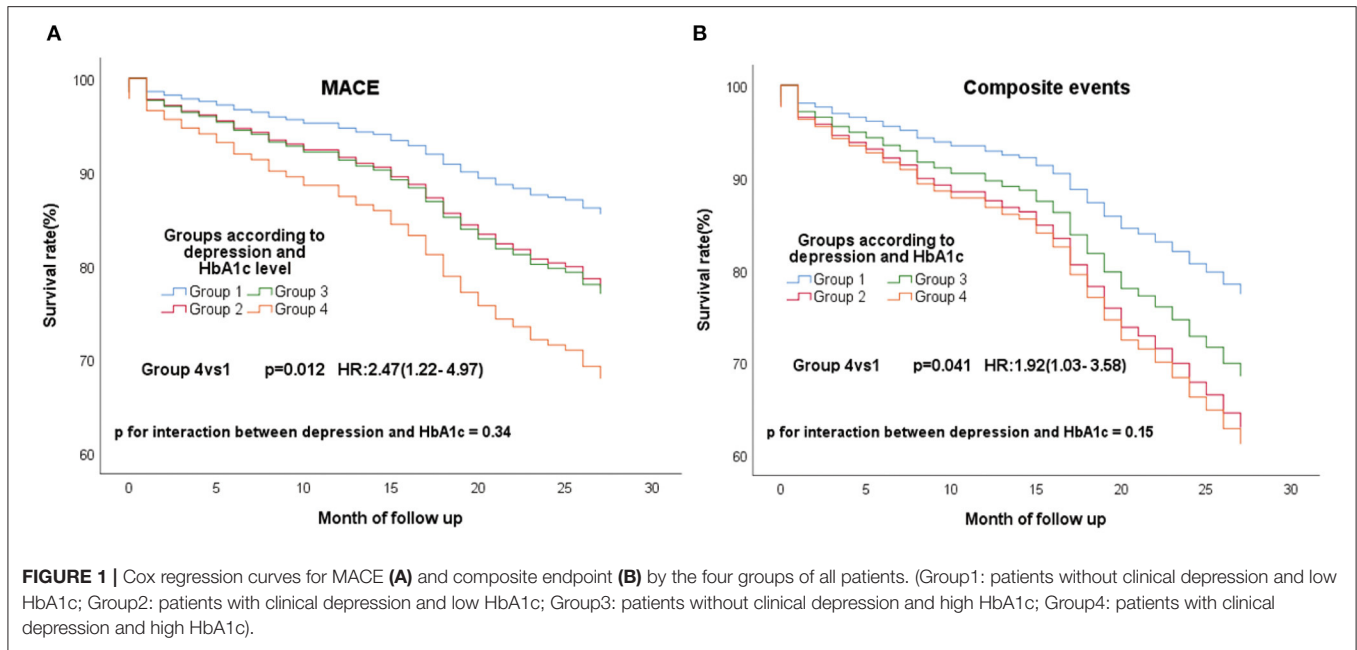 A
MACE
100
90
80
70
60
Survival rate(%)
Groups according to
depression and
HbA1c level
Group 1 Group 3
Group 2 Group 4
Group 4vs1 p=0.012 HR:2.47(1.22- 4.97)
p for interaction between depression and HbA1c = 0.34
0 5 10 15 20 25 30
Month of follow up
B
Composite events
100
90
80
70
60
Survival rate(%)
Groups according to
depression and HbA1c
Group 1 Group 3
Group 2 Group 4
Group 4vs1 p=0.041 HR:1.92(1.03- 3.58)
p for interaction between depression and HbA1c = 0.15
0 5 10 15 20 25 30
Month of follow up
FIGURE 1 | Cox regression curves for MACE (A) and composite endpoint (B) by the four groups of all patients. (Group1: patients without clinical depression and low
HbA1c; Group2: patients with clinical depression and low HbA1c; Group3: patients without clinical depression and high HbA1c; Group4: patients with clinical
depression and high HbA1c).